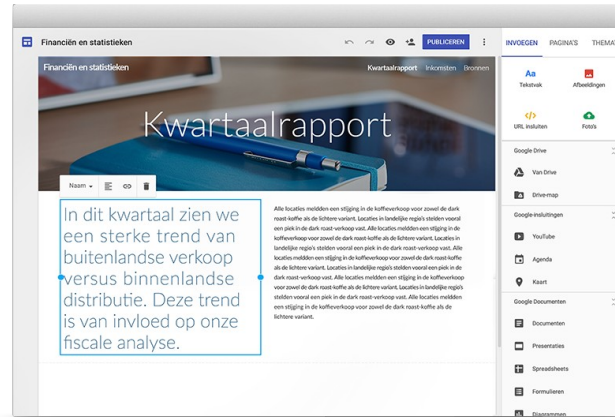 Financiën en statistieken
PUBLICEREN
INVOEGEN PAGINA'S THEMA
Financiën en statistieken
Kwartaalrapport Inkomsten Bronnen
Kwartaalrapport
Naam
In dit kwartaal zien we
een sterke trend van
buitenlandse verkoop
versus binnenlandse
distributie. Deze trend
is van invloed op onze
fiscale analyse.
Alle locaties meldden een stijging in de koffieverkoop voor zowel de dark
roast-koffie als de lichtere variant. Locaties in landelijke regio's stelden vooral
een piek in de dark roast-verkoop vast. Alle locaties meldden een stijging in de
koffieverkoop voor zowel de dark roast-koffie als de lichtere variant. Locaties in
landelijke regio's stelden vooral een piek in de dark roast-verkoop vast. Alle
locaties meldden een stijging in de koffieverkoop voor zowel de dark roast-koffie
als de lichtere variant. Locaties in landelijke regio's stelden vooral een piek in de
dark roast-verkoop vast. Alle locaties meldden een stijging in de koffieverkoop
voor zowel de dark roast-koffie als de lichtere variant. Locaties in landelijke regio's
stelden vooral een piek in de dark roast-verkoop vast. Alle locaties meldden
een stijging in de koffieverkoop voor zowel de dark roast-koffie als de
lichtere variant.
Aa
Tekstvak Afbeeldingen
URL insluiten Foto's
Google Drive
Van Drive
Drive-map
Google-insluitingen
YouTube
Agenda
Kaart
Google Documenten
Documenten
Presentaties
Spreadsheets
Formulieren
Diagrammen